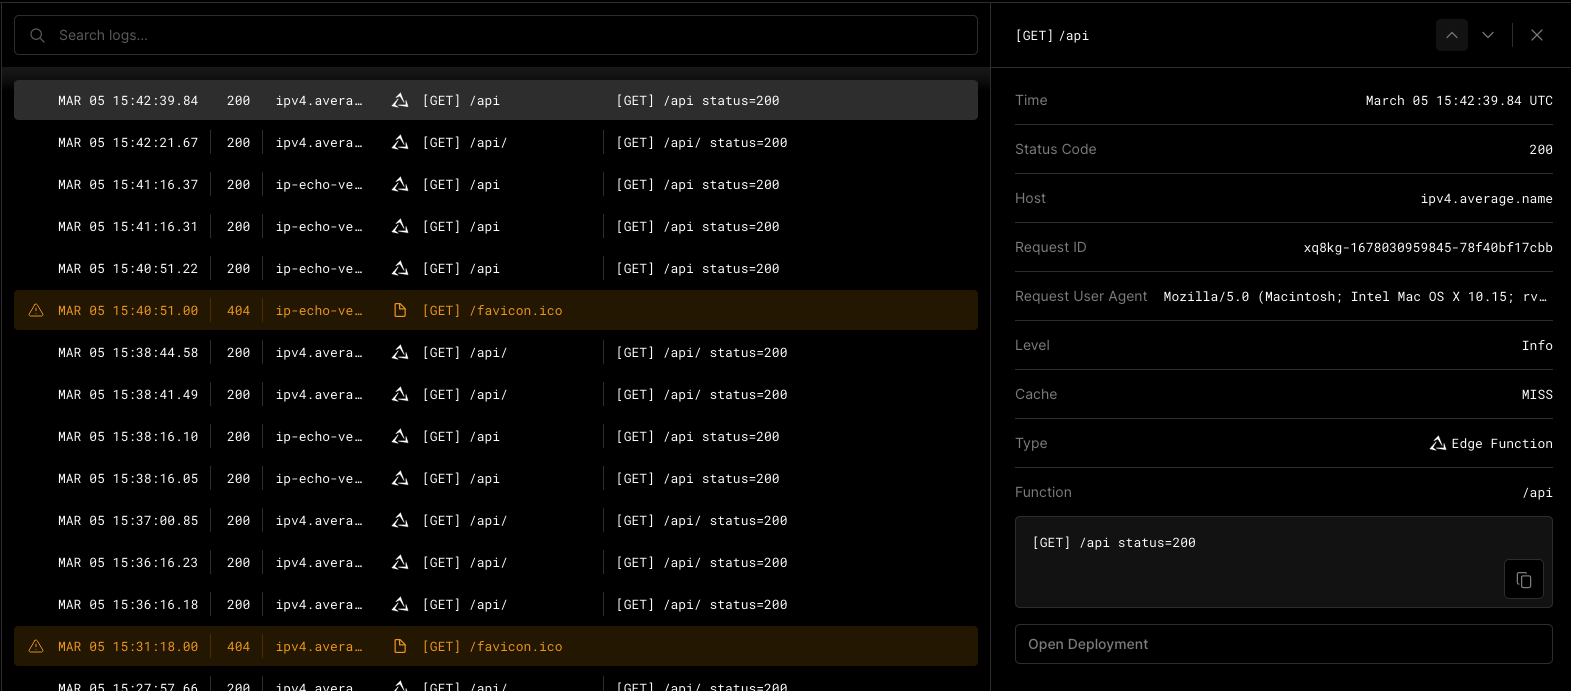 Search logs...
MAR 05 15:42:39.84 200 ipv4.avera… [GET] /api [GET] /api status=200
MAR 05 15:42:21.67 200 ipv4.avera… [GET] /api/ [GET] /api/ status=200
MAR 05 15:41:16.37 200 ip-echo-ve… [GET] /api [GET] /api status=200
MAR 05 15:41:16.31 200 ip-echo-ve… [GET] /api [GET] /api status=200
MAR 05 15:40:51.22 200 ip-echo-ve… [GET] /api [GET] /api status=200
MAR 05 15:40:51.00 404 ip-echo-ve… [GET] /favicon.ico
MAR 05 15:38:44.58 200 ipv4.avera… [GET] /api/ [GET] /api/ status=200
MAR 05 15:38:41.49 200 ipv4.avera… [GET] /api/ [GET] /api/ status=200
MAR 05 15:38:16.10 200 ip-echo-ve… [GET] /api [GET] /api status=200
MAR 05 15:38:16.05 200 ip-echo-ve… [GET] /api [GET] /api status=200
MAR 05 15:37:00.85 200 ipv4.avera… [GET] /api/ [GET] /api/ status=200
MAR 05 15:36:16.23 200 ipv4.avera… [GET] /api/ [GET] /api/ status=200
MAR 05 15:36:16.18 200 ipv4.avera… [GET] /api/ [GET] /api/ status=200
MAR 05 15:31:18.00 404 ipv4.avera… [GET] /favicon.ico
MAR 05 15:27:57.66 200 ipv4.avera… [GET] /api/ [GET] /api/ status=200
[GET] /api
Time March 05 15:42:39.84 UTC
Status Code 200
Host ipv4.average.name
Request ID xq8kg-1678030959845-78f40bf17cbb
Request User Agent Mozilla/5.0 (Macintosh; Intel Mac OS X 10.15; rv…
Level Info
Cache MISS
Type Edge Function
Function /api
[GET] /api status=200
Open Deployment